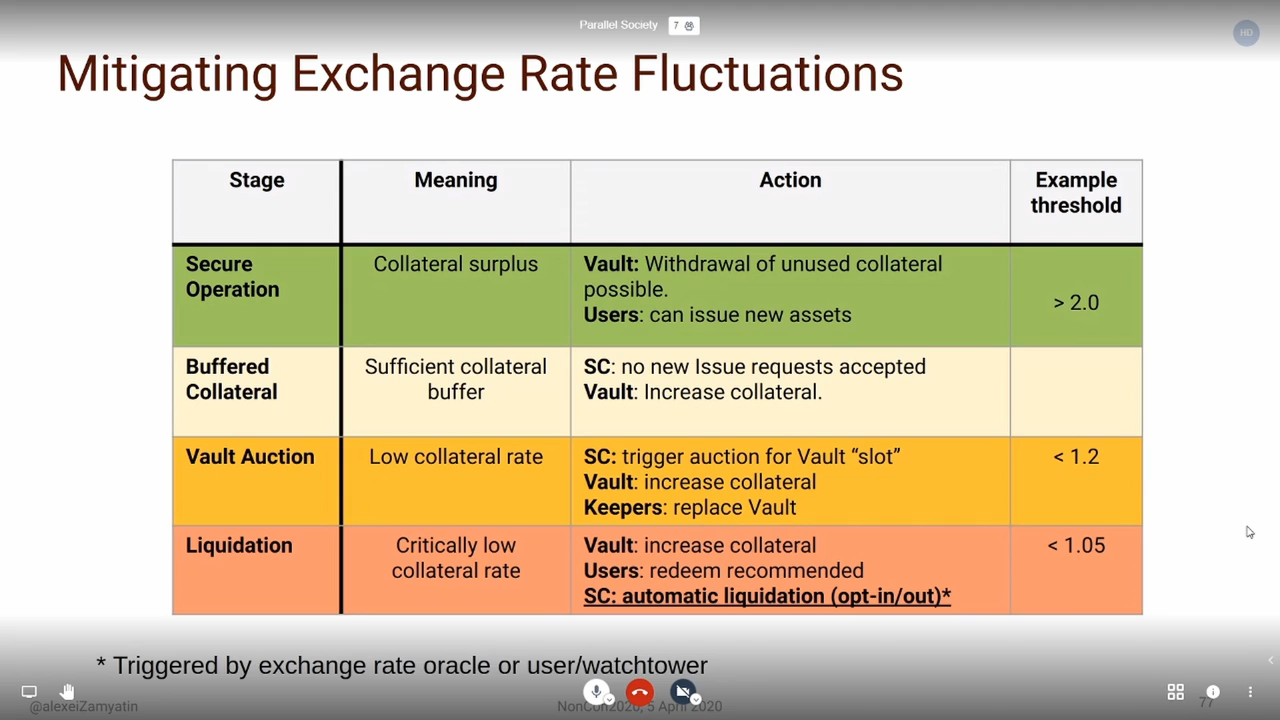 Parallel Society 7
HD
Mitigating Exchange Rate Fluctuations
Stage
Meaning
Action
Example
threshold
Secure
Operation
Collateral surplus
Vault: Withdrawal of unused collateral
possible.
Users: can issue new assets
> 2.0
Buffered
Collateral
Sufficient collateral
buffer
SC: no new Issue requests accepted
Vault: Increase collateral.
Vault Auction
Low collateral rate
SC: trigger auction for Vault “slot”
Vault: increase collateral
Keepers: replace Vault
< 1.2
Liquidation
Critically low
collateral rate
Vault: increase collateral
Users: redeem recommended
SC: automatic liquidation (opt-in/out)*
< 1.05
* Triggered by exchange rate oracle or user/watchtower
@alexeiZamyatin
NonCon2020, 5 April 2020
77